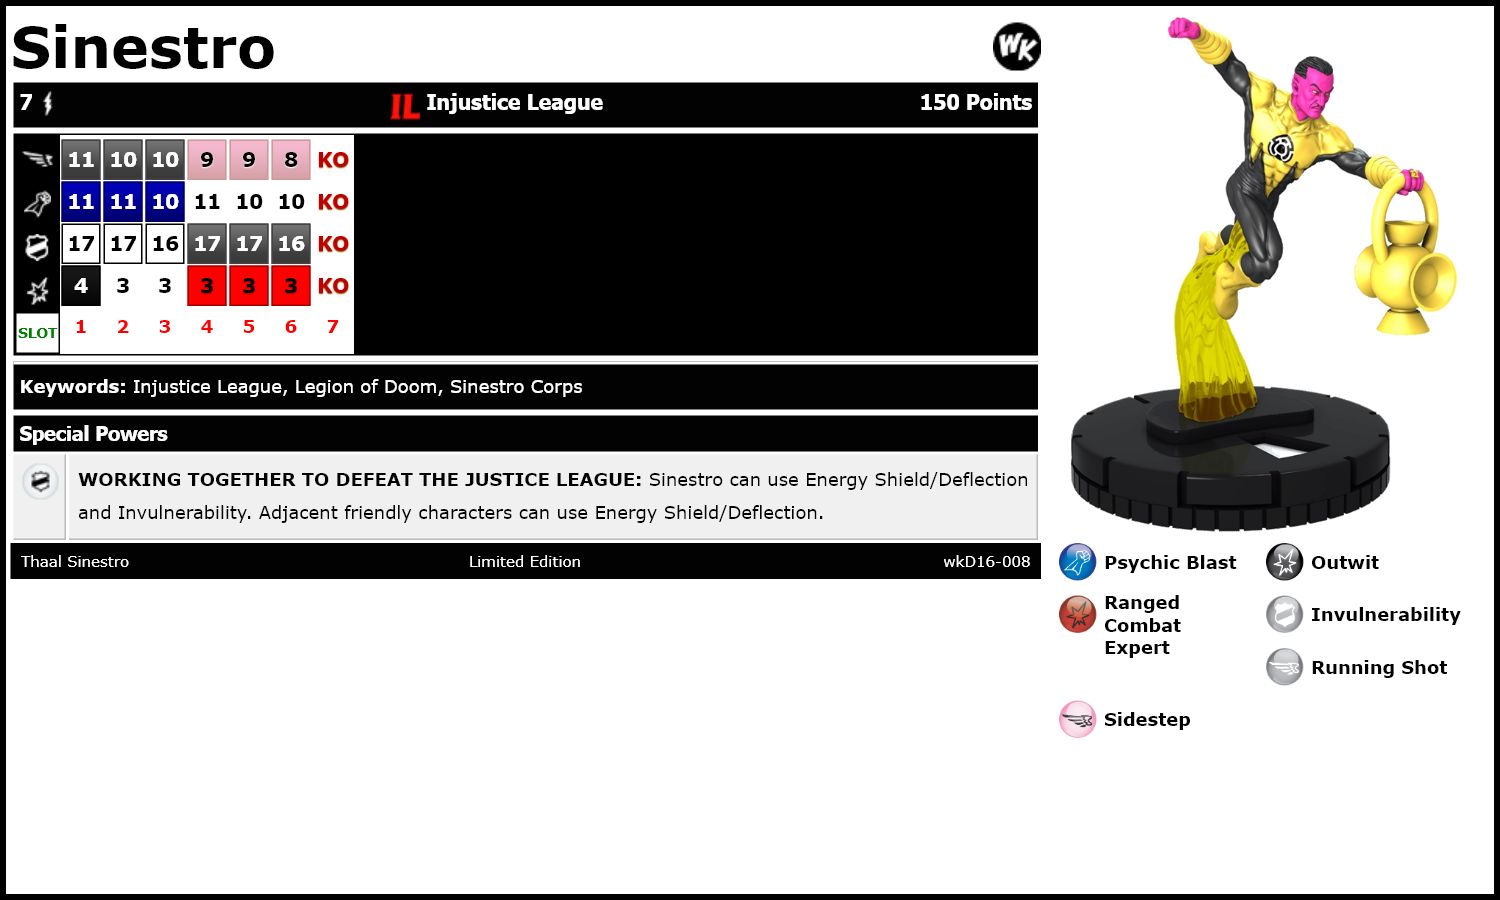 Sinestro
WK
7 IL Injustice League 150 Points
11 10 10 9 9 8 KO
11 11 10 11 10 10 KO
17 17 16 17 17 16 KO
4 3 3 3 3 3 KO
SLOT 1 2 3 4 5 6 7
Keywords: Injustice League, Legion of Doom, Sinestro Corps
Special Powers
WORKING TOGETHER TO DEFEAT THE JUSTICE LEAGUE: Sinestro can use Energy Shield/Deflection
and Invulnerability. Adjacent friendly characters can use Energy Shield/Deflection.
Thaal Sinestro Limited Edition wkD16-008
Psychic Blast
Outwit
Ranged
Combat
Expert
Invulnerability
Running Shot
Sidestep